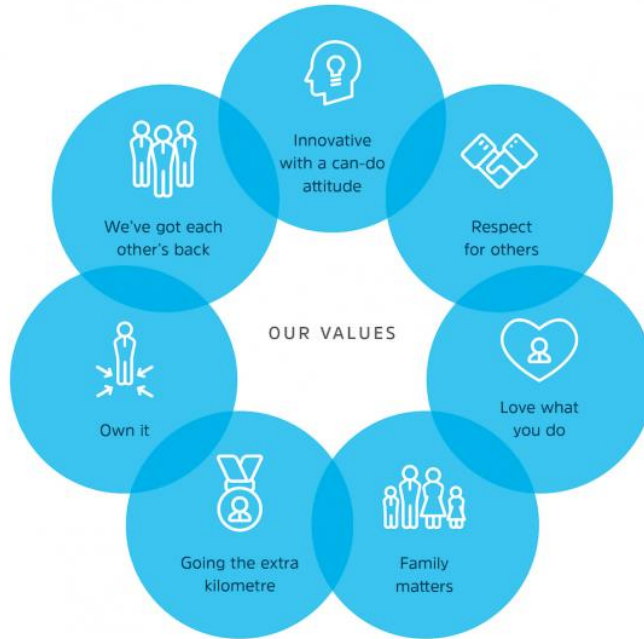 Innovative
with a can-do
attitude
Respect
for others
Love what
you do
Family
matters
Going the extra
kilometre
Own it
We've got each
other's back
OUR VALUES